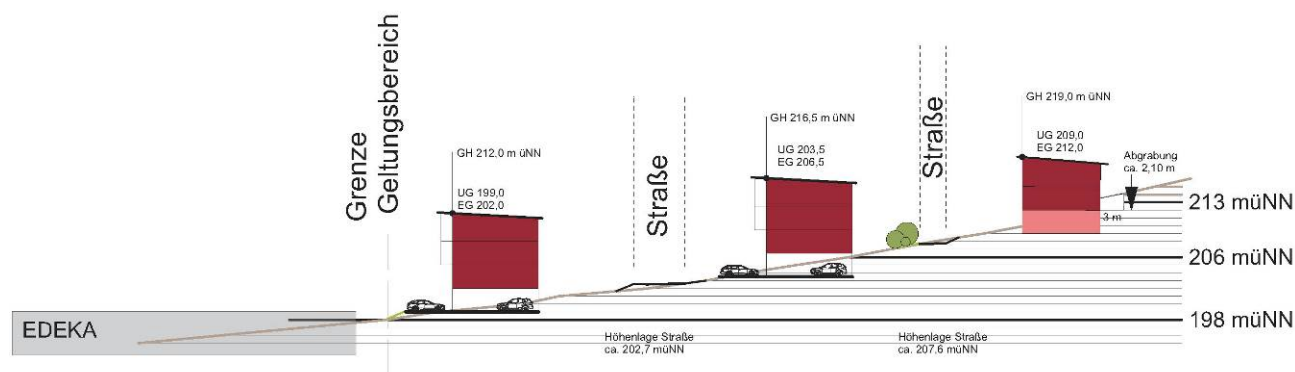 Grenze
Geltungsbereich
GH 212,0 m üNN
UG 199,0
EG 202,0
Straße
GH 216,5 m üNN
UG 203,5
EG 206,5
Straße
GH 219,0 m üNN
UG 209,0
EG 212,0
Abgrabung
ca. 2,10 m
3 m
213 müNN
206 müNN
198 müNN
EDEKA
Höhenlage Straße
ca. 202,7 müNN
Höhenlage Straße
ca. 207,6 müNN